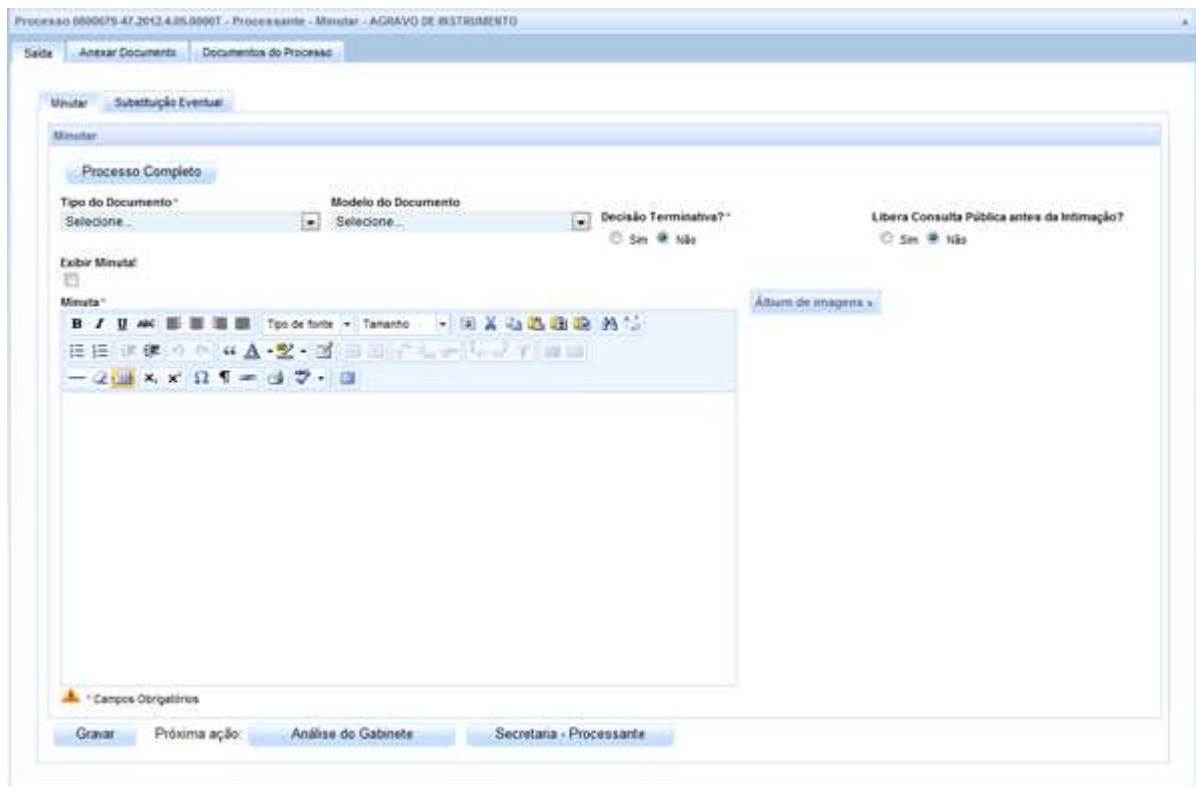 Processo 0800079-47.2012.4.05.0000T - Processante - Minutar - AGRAVO DE INSTRUMENTO
Saída Anexar Documento Documentos do Processo
Minutar Substituição Eventual
Minutar
Processo Completo
Tipo do Documento* Modelo do Documento
Selecione... Selecione... Decisão Terminativa?* Libera Consulta Pública antes da Intimação?
Sim Não Sim Não
Exibir Minuta!
Minuta* Álbum de imagens »
B I U ABC Tipo de fonte Tamanho
Ω ¶
* Campos Obrigatórios
Gravar Próxima ação: Análise do Gabinete Secretaria - Processante